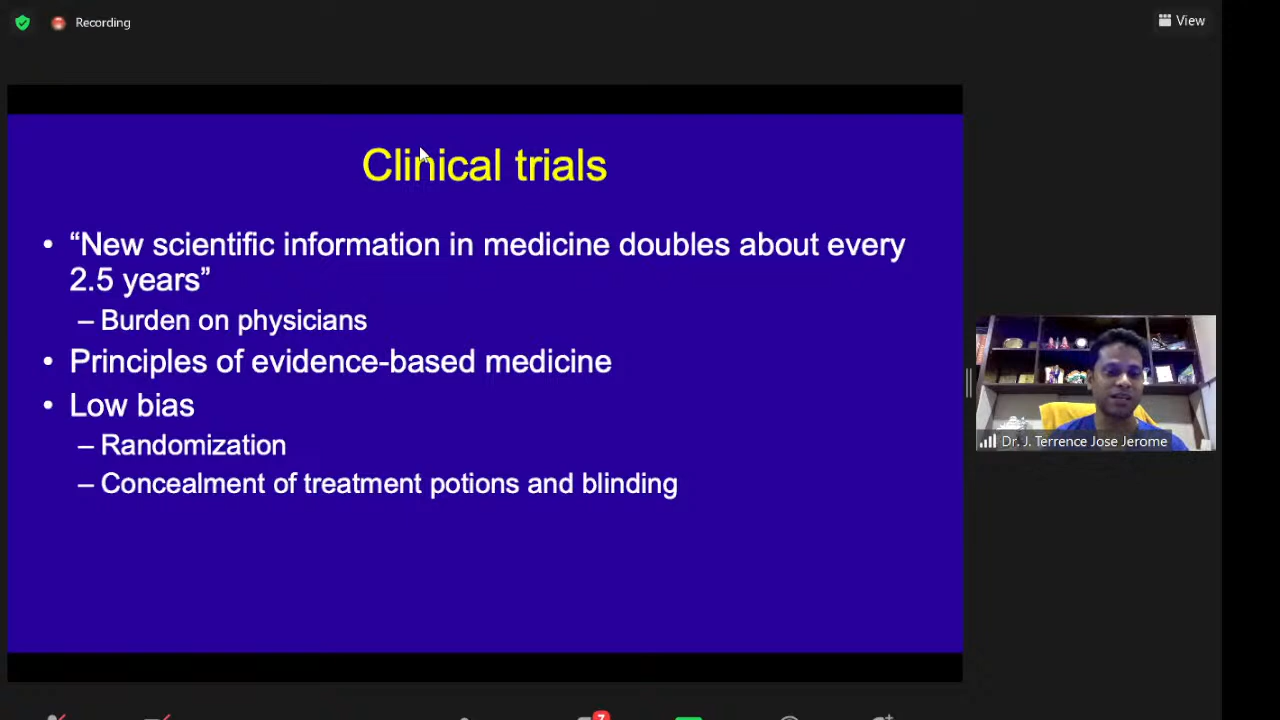 Recording
View
Clinical trials
• “New scientific information in medicine doubles about every
2.5 years”
– Burden on physicians
• Principles of evidence-based medicine
• Low bias
– Randomization
– Concealment of treatment potions and blinding
Dr. J. Terrence Jose Jerome
7